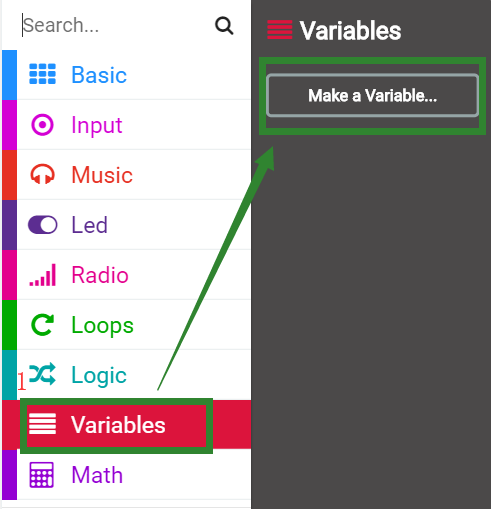 Search...
Basic
Input
Music
Led
Radio
Loops
Logic
1
Variables
Math
Variables
Make a Variable...